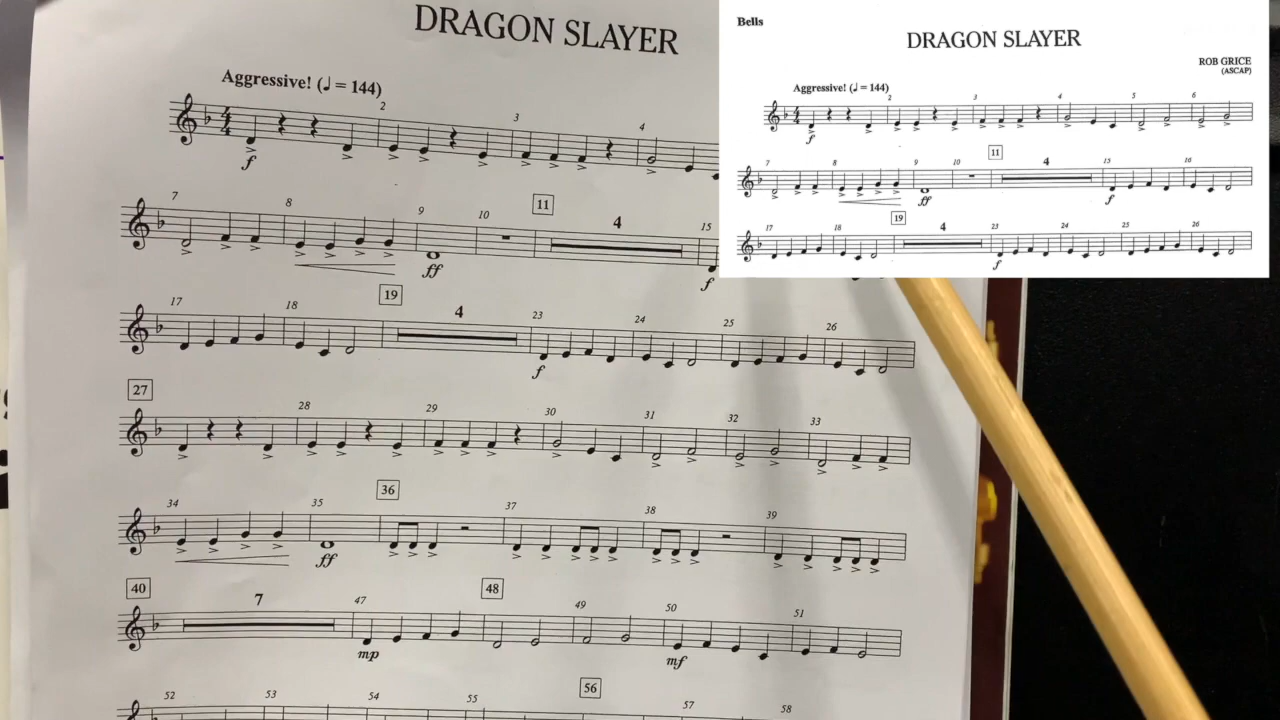 DRAGON SLAYER
Aggressive! (♩ = 144)
2 3 4
f
7 8 9 10 11 4 15
ff f
17 18 19 4 23 24 25 26
f
27 28 29 30 31 32 33
34 35 36 37 38 39
ff
40 7 47 48 49 50 51
mp mf
52 53 54 55 56 57 58
Bells
DRAGON SLAYER
ROB GRICE
(ASCAP)
Aggressive! (♩ = 144)
2 3 4 5 6
f
7 8 9 10 11 4 15 16
ff f
17 18 19 4 23 24 25 26
f